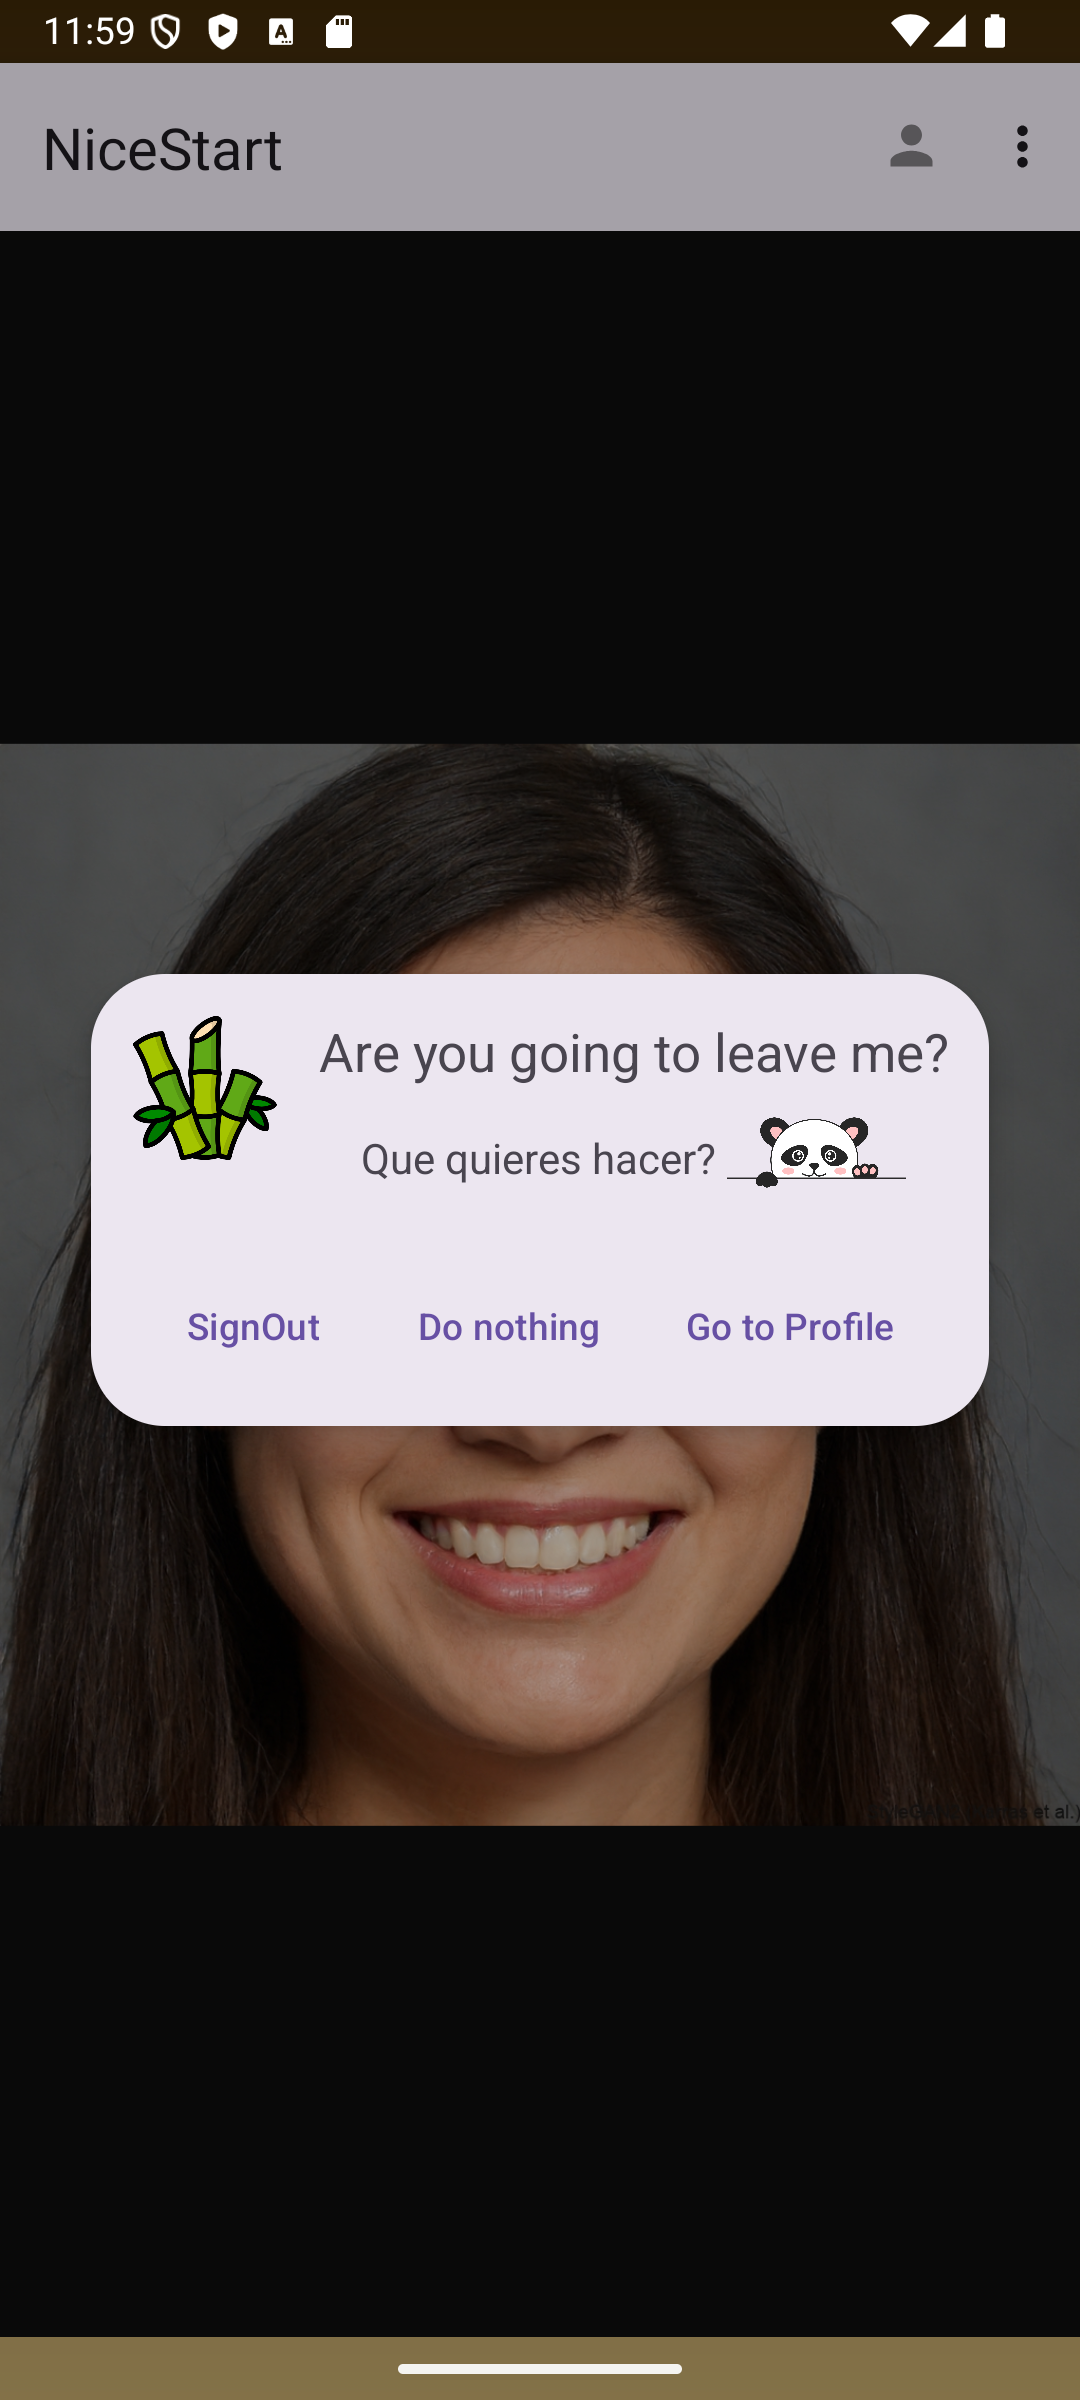 11:59
NiceStart
Are you going to leave me?
Que quieres hacer?
SignOut Do nothing Go to Profile
et al.)